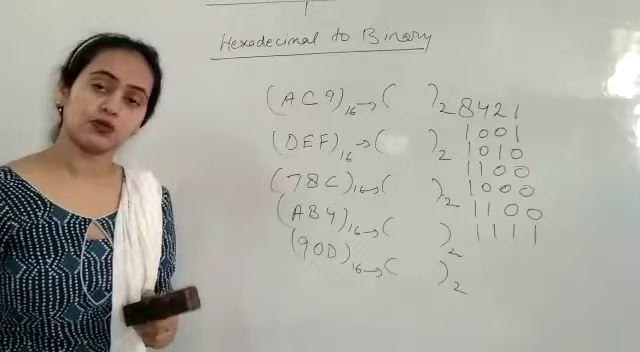 Hexadecimal to Binary
(AC9)16→( )2 8421
1001
(DEF)16→( )2 1010
1100
(78C)16→( )2 1000
(AB4)16→( )2 1100
1111
(90D)16→( )2